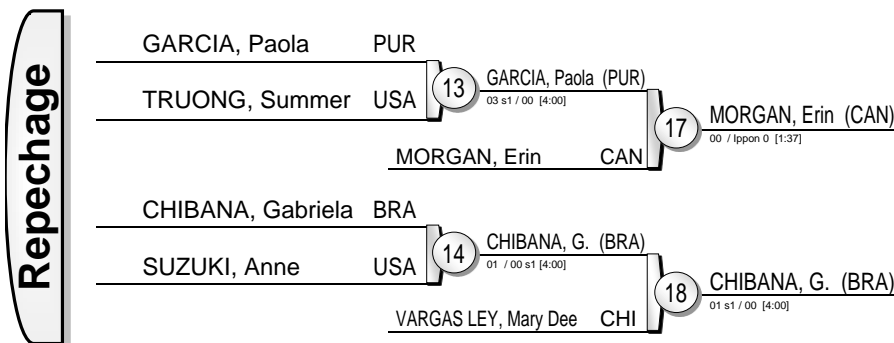 Repechage
GARCIA, Paola PUR
TRUONG, Summer USA
13
GARCIA, Paola (PUR)
03 s1 / 00 [4:00]
MORGAN, Erin CAN
17
MORGAN, Erin (CAN)
00 / Ippon 0 [1:37]
CHIBANA, Gabriela BRA
SUZUKI, Anne USA
14
CHIBANA, G. (BRA)
01 / 00 s1 [4:00]
VARGAS LEY, Mary Dee CHI
18
CHIBANA, G. (BRA)
01 s1 / 00 [4:00]